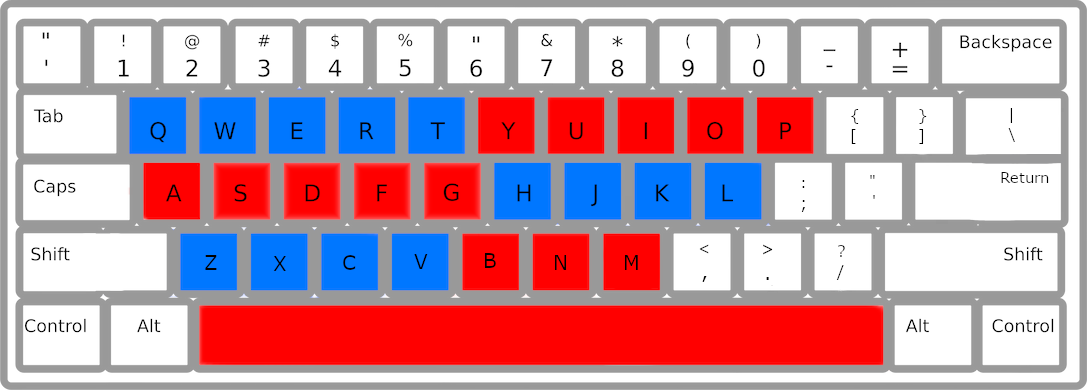 " ! @ # $ % " & * ( ) _ + Backspace
' 1 2 3 4 5 6 7 8 9 0 - =
Tab Q W E R T Y U I O P { } |
[ ] \
Caps A S D F G H J K L : " Return
; '
Shift Z X C V B N M < > ? Shift
, . /
Control Alt Alt Control